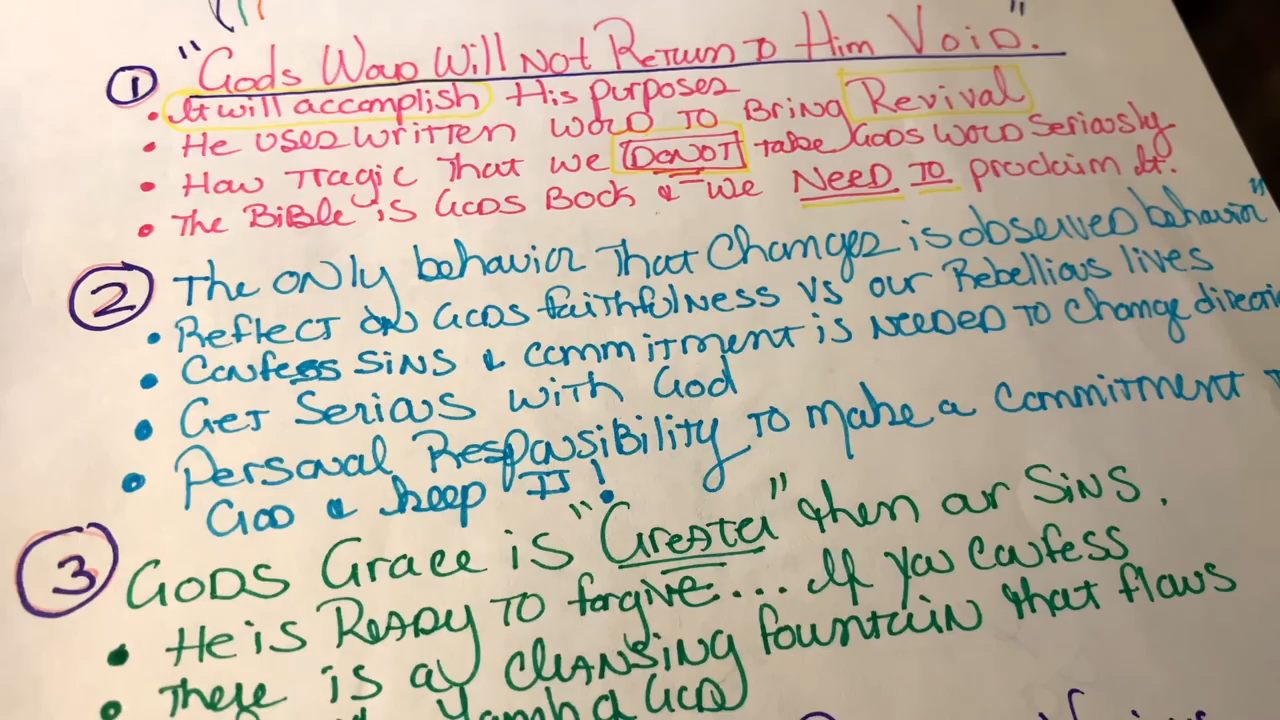 ① "Gods Word Will Not Return To Him Void."
• It will accomplish His purposes
• He uses written word to Bring Revival
• How Tragic That we DO NOT take Gods word seriously
• The Bible is Gods Book & we NEED TO proclaim It.
② The only behavior That Changes is observed behavior"
• Reflect on Gods faithfulness vs our Rebellious lives
• Confess Sins & commitment is needed to change
• Get Serious with God
• Personal Responsibility to make a commitment
God & keep It!
③ GODS Grace is "Greater" then our Sins.
• He is Ready to forgive... If you Confess
• There is a cleansing fountain that flows
Lamb of God